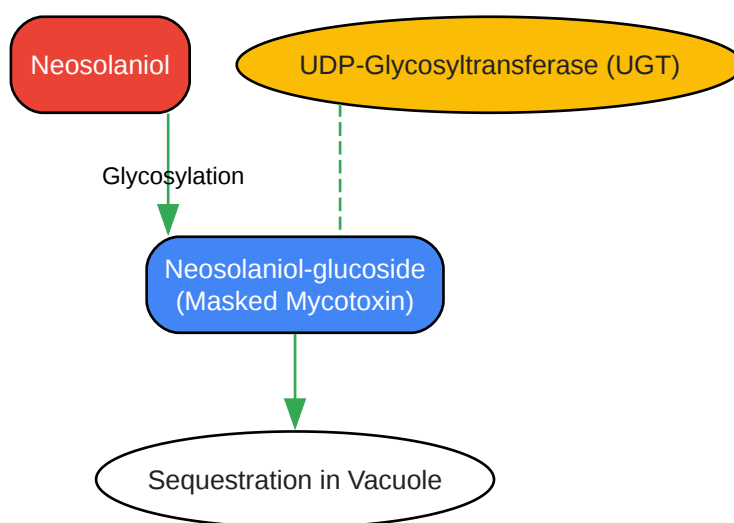 Neosolaniol
UDP-Glycosyltransferase (UGT)
Glycosylation
Neosolaniol-glucoside
(Masked Mycotoxin)
Sequestration in Vacuole